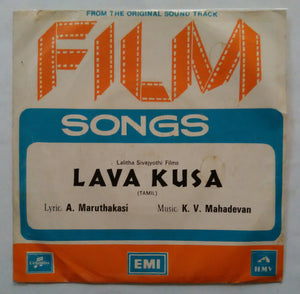 FROM THE ORIGINAL SOUND TRACK
FILM
SONGS
Lalitha Sivajyothi Films
LAVA KUSA
(TAMIL)
Lyric: A. Maruthakasi Music: K. V. Mahadevan
Columbia EMI HMV